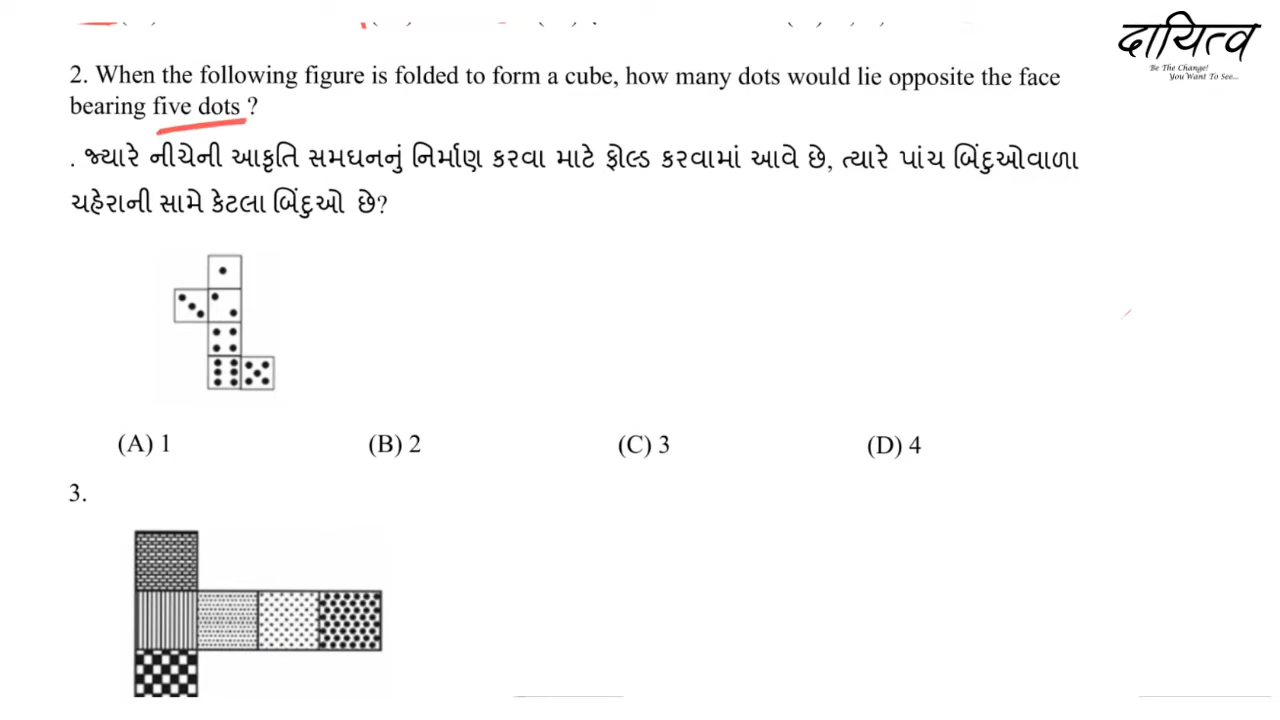 दायित्व
Be The Change!
You Want To See...
2. When the following figure is folded to form a cube, how many dots would lie opposite the face
bearing five dots ?
. જ્યારે નીચેની આકૃતિ સમઘનનું નિર્માણ કરવા માટે ફોલ્ડ કરવામાં આવે છે, ત્યારે પાંચ બિંદુઓવાળા
ચહેરાની સામે કેટલા બિંદુઓ છે?
(A) 1 (B) 2 (C) 3 (D) 4
3.